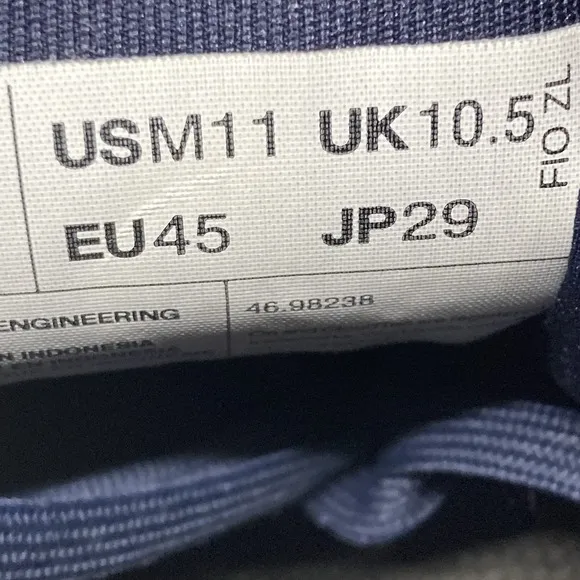 USM11 UK10.5
EU45 JP29
FIO ZL
ENGINEERING
46.98238
N INDONESIA